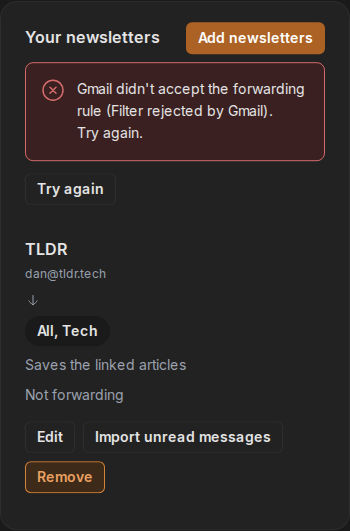 Your newsletters
Add newsletters
Gmail didn't accept the forwarding
rule (Filter rejected by Gmail).
Try again.
Try again
TLDR
dan@tldr.tech
↓
All, Tech
Saves the linked articles
Not forwarding
Edit
Import unread messages
Remove